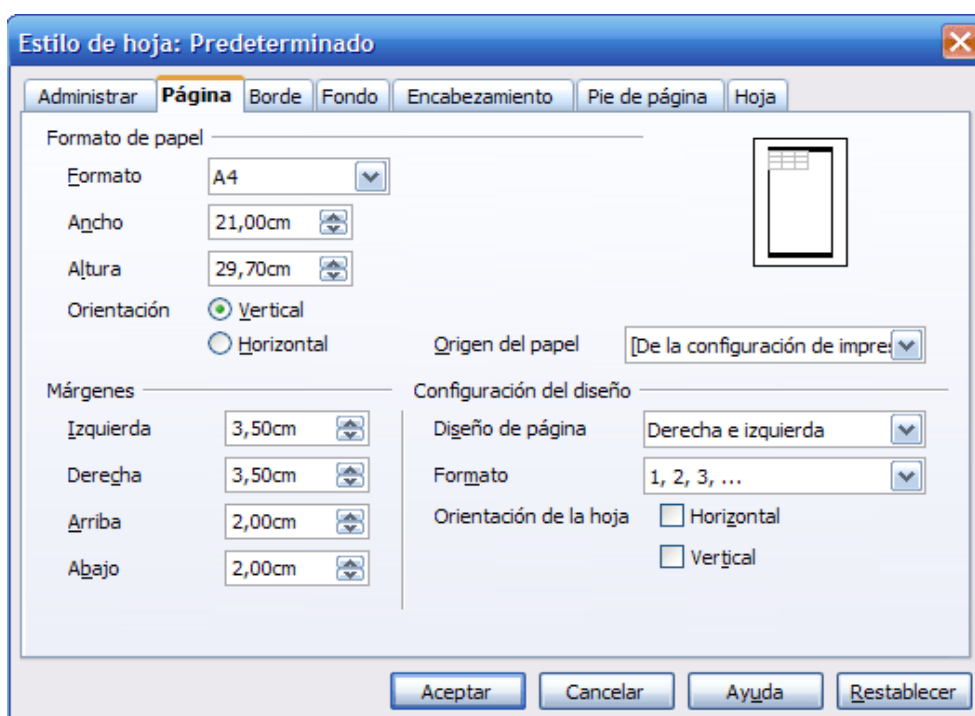 Estilo de hoja: Predeterminado
Administrar Página Borde Fondo Encabezamiento Pie de página Hoja
Formato de papel
Formato A4
Ancho 21,00cm
Altura 29,70cm
Orientación Vertical
Horizontal Origen del papel [De la configuración de impres
Márgenes Configuración del diseño
Izquierda 3,50cm Diseño de página Derecha e izquierda
Derecha 3,50cm Formato 1, 2, 3, ...
Arriba 2,00cm Orientación de la hoja Horizontal
Abajo 2,00cm Vertical
Aceptar Cancelar Ayuda Restablecer